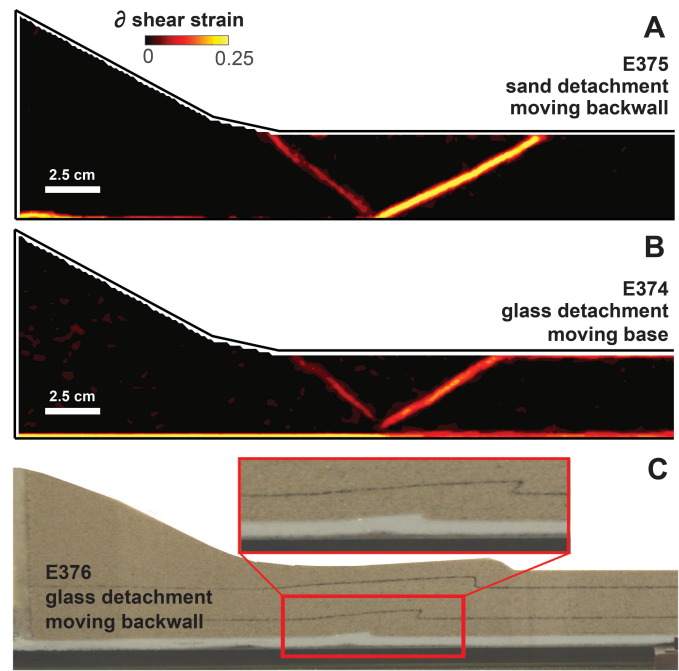 ∂ shear strain
0 0.25
A
E375
sand detachment
moving backwall
2.5 cm
B
E374
glass detachment
moving base
2.5 cm
C
E376
glass detachment
moving backwall